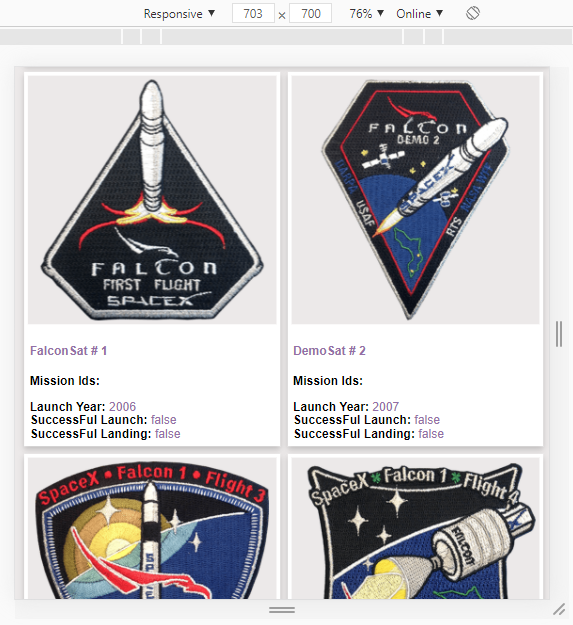 Responsive ▼ 703 × 700 76% ▼ Online ▼
FALCON
FIRST FLIGHT
SPACEX
FALCON
DEMO 2
SPACEX
USAF
RTS
FalconSat # 1
Mission Ids:
Launch Year: 2006
SuccessFul Launch: false
SuccessFul Landing: false
DemoSat # 2
Mission Ids:
Launch Year: 2007
SuccessFul Launch: false
SuccessFul Landing: false
SpaceX • Falcon 1 • Flight 3
SpaceX Falcon 1 Flight 4
FALCON